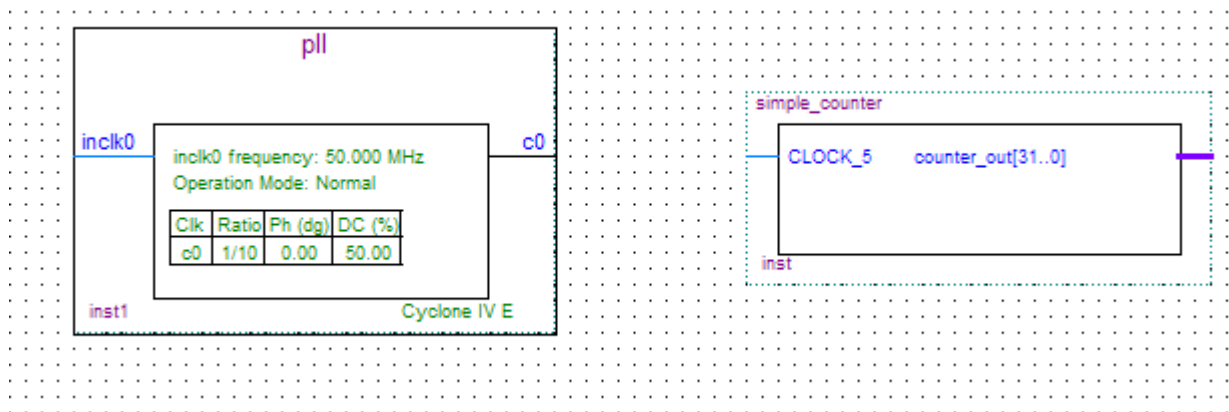 pll
inclk0
c0
inclk0 frequency: 50.000 MHz
Operation Mode: Normal
Clk Ratio Ph (dg) DC (%)
c0 1/10 0.00 50.00
inst1
Cyclone IV E
simple_counter
CLOCK_5 counter_out[31..0]
inst